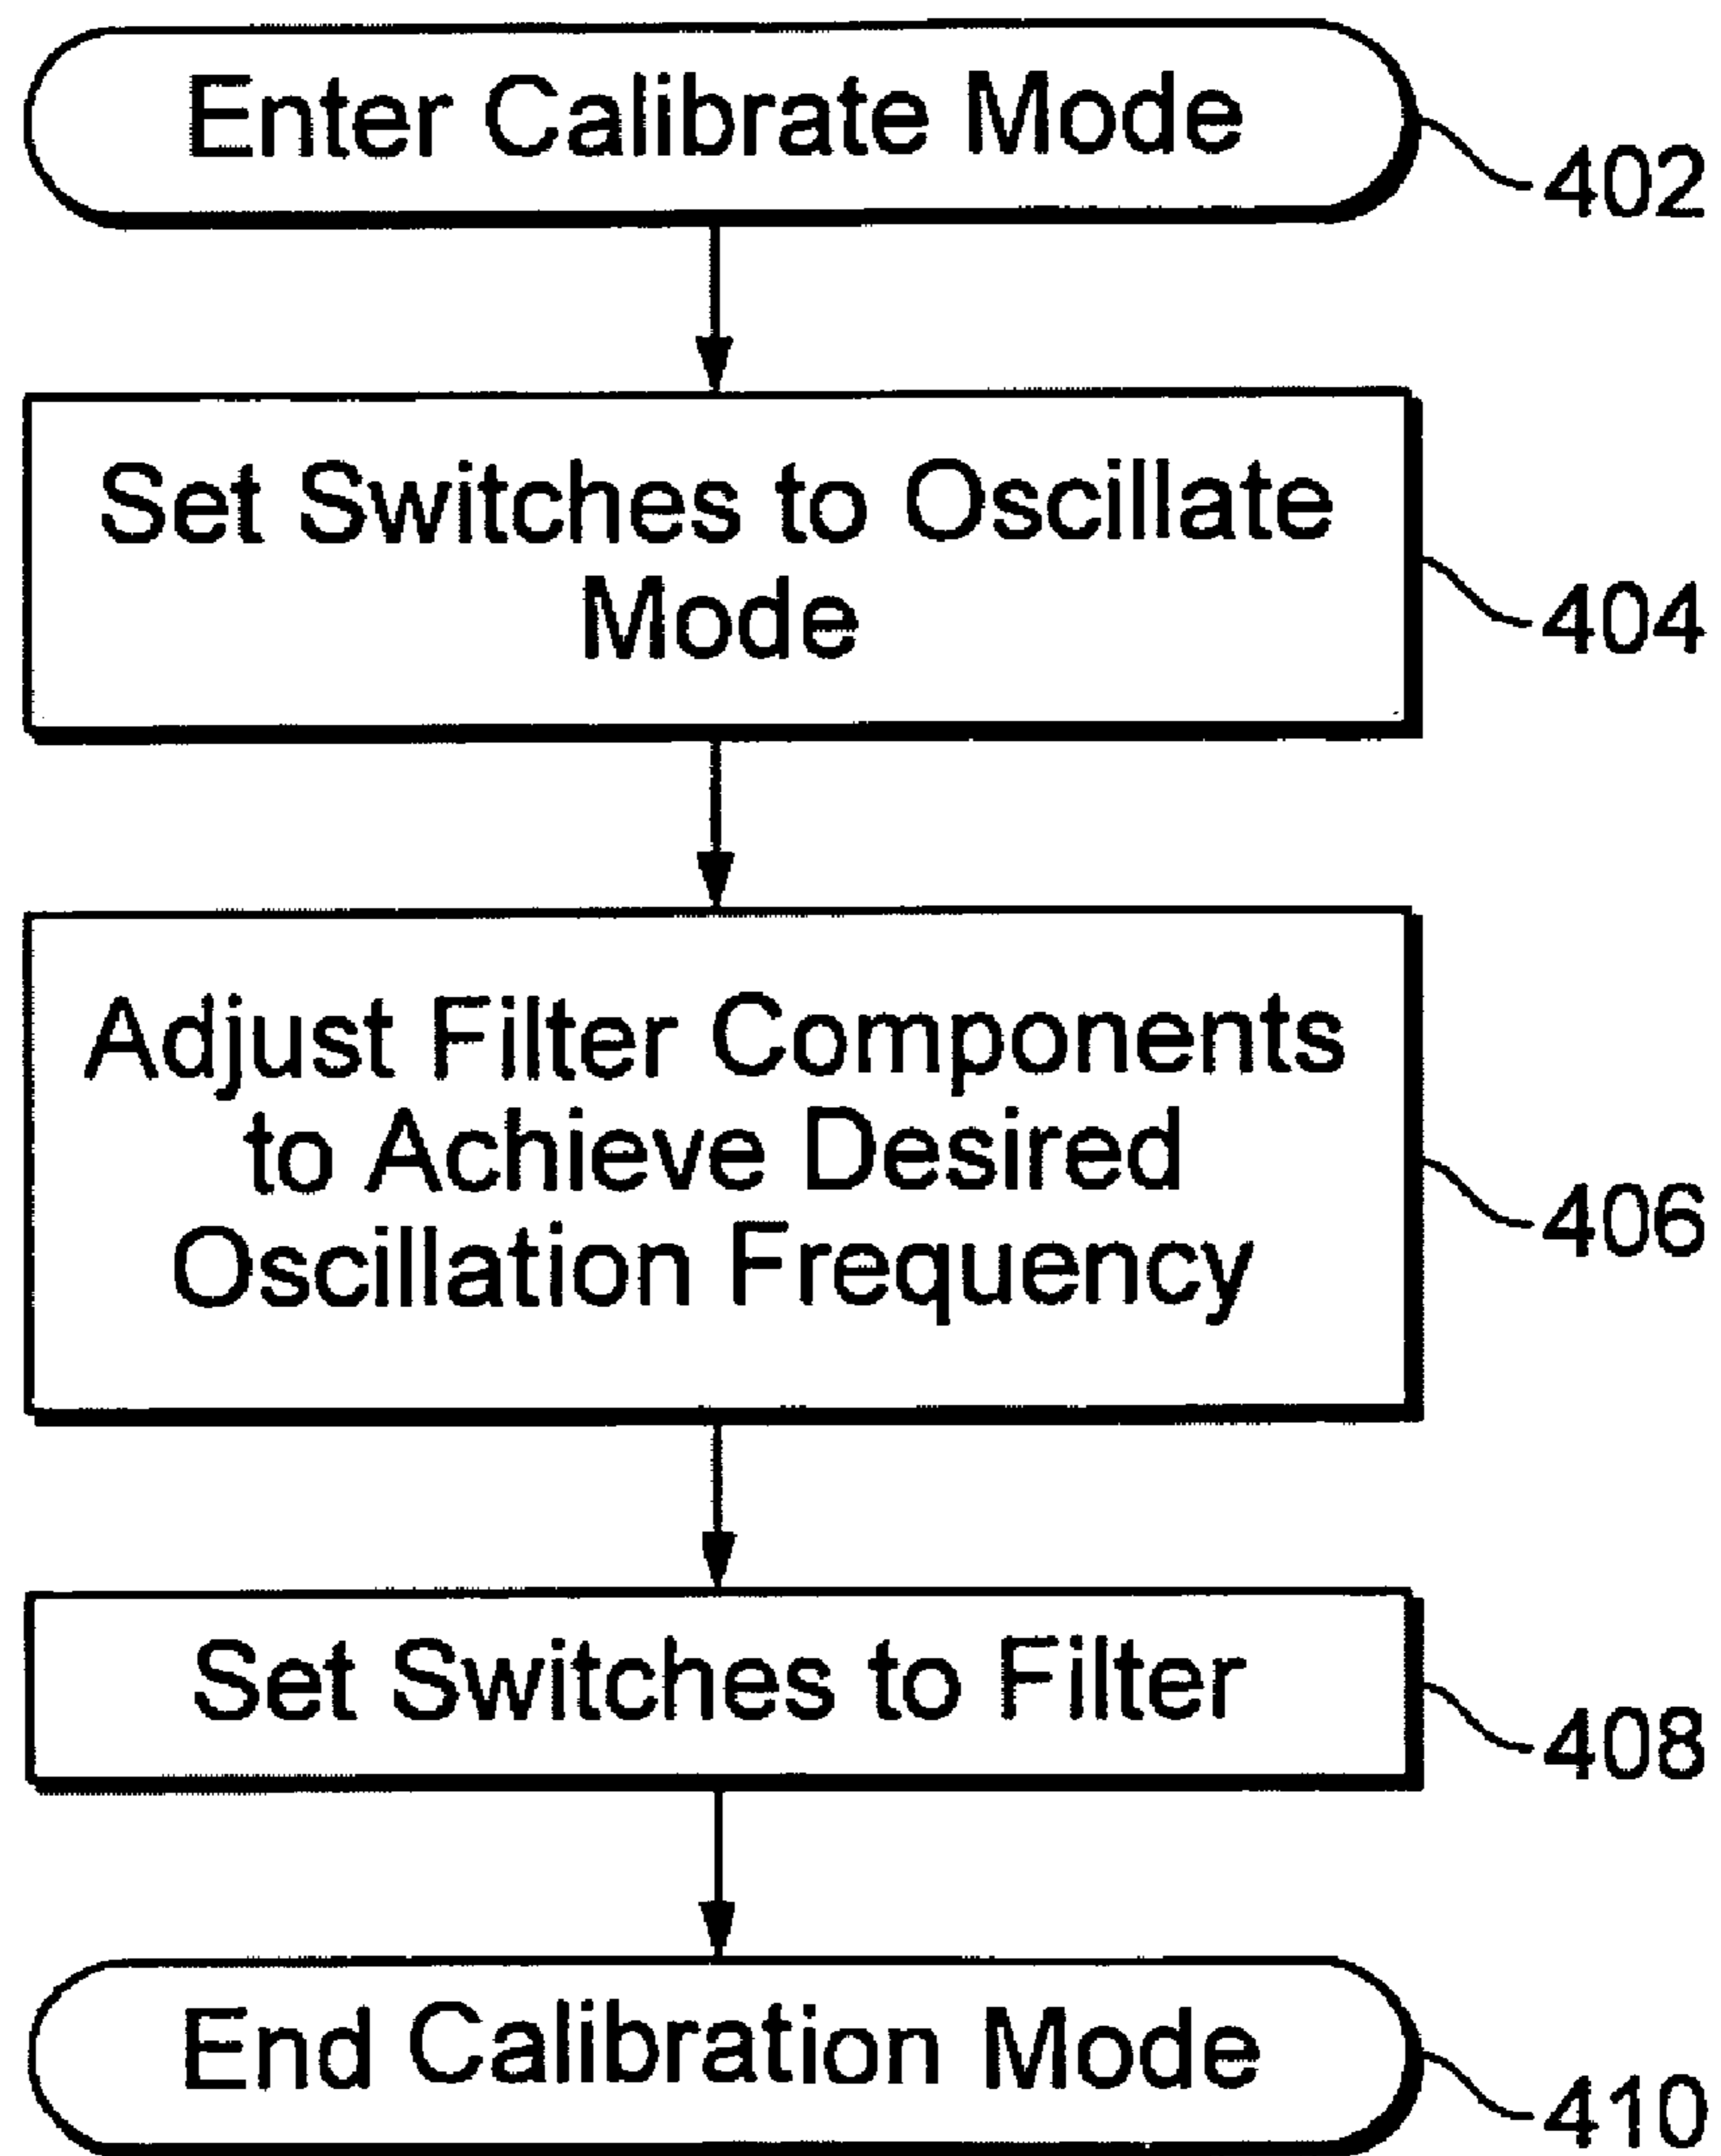 Enter Calibrate Mode
402
Set Switches to Oscillate
Mode
404
Adjust Filter Components
to Achieve Desired
Oscillation Frequency
406
Set Switches to Filter
408
End Calibration Mode
410